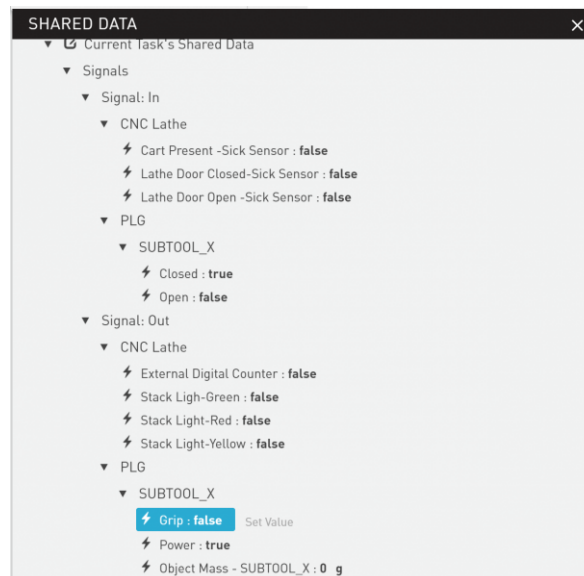 SHARED DATA
Current Task's Shared Data
Signals
Signal: In
CNC Lathe
Cart Present -Sick Sensor : false
Lathe Door Closed-Sick Sensor : false
Lathe Door Open -Sick Sensor : false
PLG
SUBTOOL_X
Closed : true
Open : false
Signal: Out
CNC Lathe
External Digital Counter : false
Stack Ligh-Green : false
Stack Light-Red : false
Stack Light-Yellow : false
PLG
SUBTOOL_X
Grip : false Set Value
Power : true
Object Mass - SUBTOOL_X : 0 g